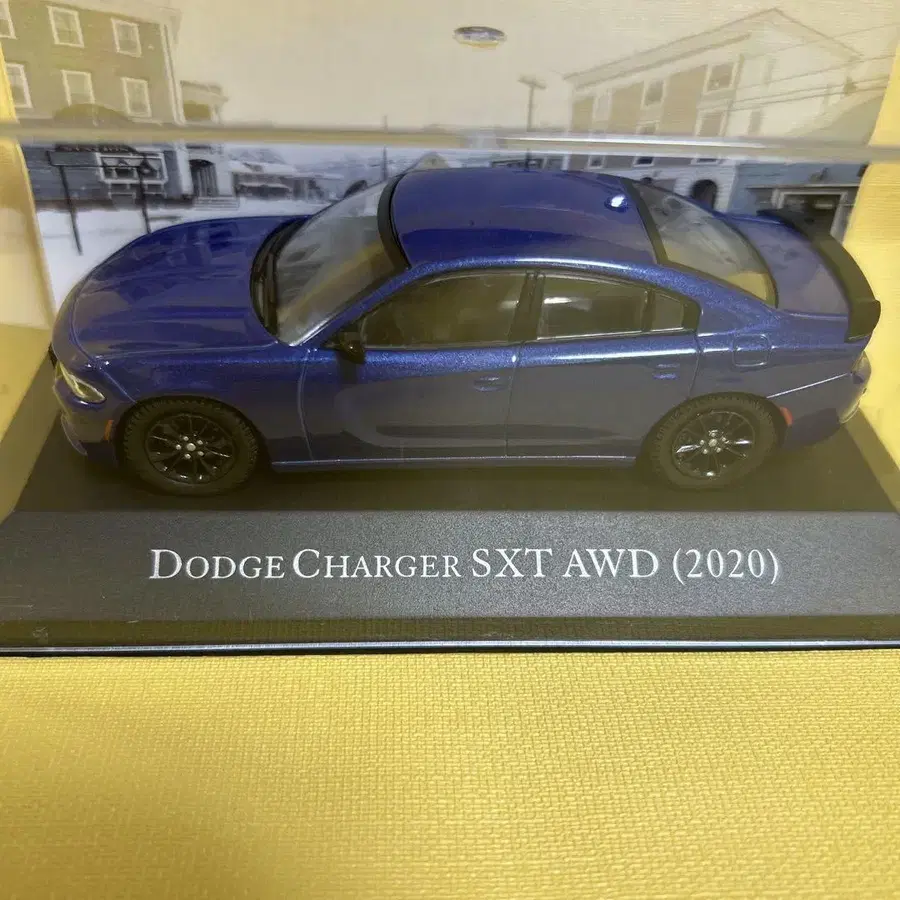 DODGE CHARGER SXT AWD (2020)